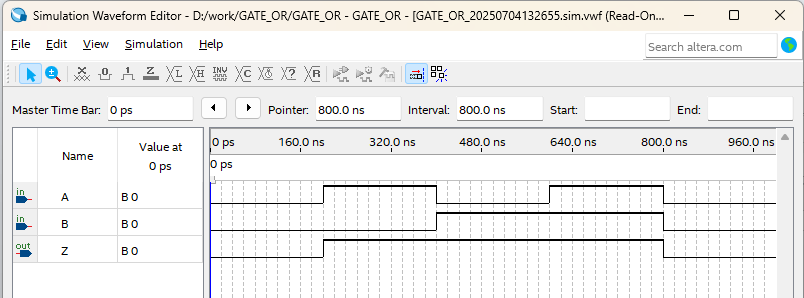 Simulation Waveform Editor - D:/work/GATE_OR/GATE_OR - GATE_OR - [GATE_OR_20250704132655.sim.vwf (Read-On...
File Edit View Simulation Help
Search altera.com
0 1 Z L H INV C ? R
Master Time Bar: 0 ps Pointer: 800.0 ns Interval: 800.0 ns Start: End:
Name Value at 0 ps
0 ps 160.0 ns 320.0 ns 480.0 ns 640.0 ns 800.0 ns 960.0 ns
0 ps
in A B 0
in B B 0
out Z B 0